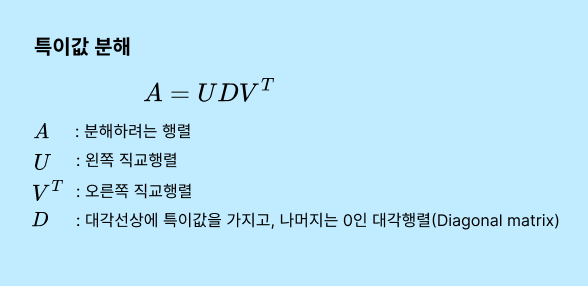 특이값 분해
A = UDV^T
A : 분해하려는 행렬
U : 왼쪽 직교행렬
V^T : 오른쪽 직교행렬
D : 대각선상에 특이값을 가지고, 나머지는 0인 대각행렬(Diagonal matrix)